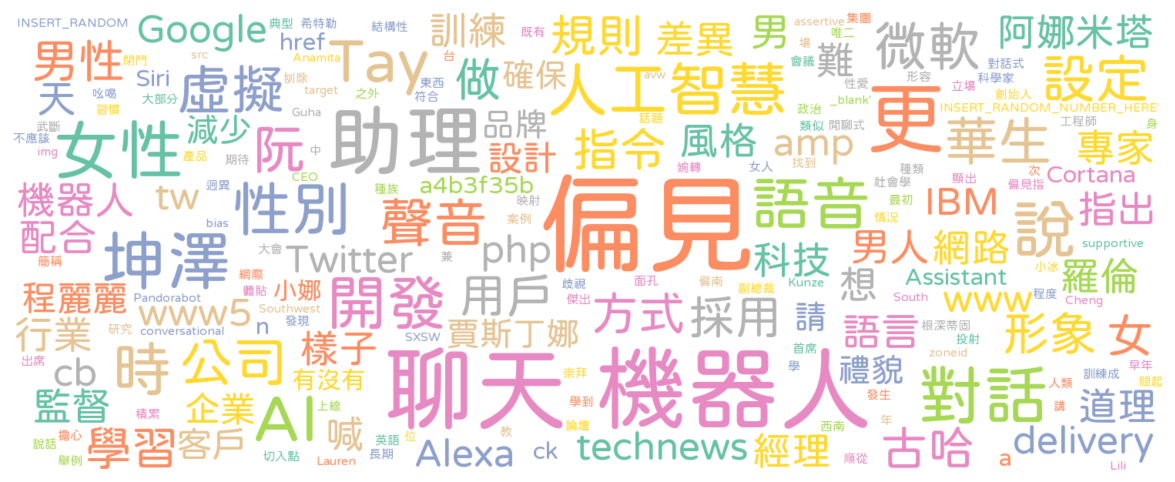 INSERT_RANDOM
Google
典型
希特勒
結構性
既有
訓練
規則
差異
男
assertive
集團
唯二
微軟
阿娜米塔
男性
閉門
src
href
Anamita
台
Tay
做
確保
人工智慧
難
會議
對話式
科學家
設定
天
吆喝
Siri
虛擬
刮除
target
之外
東西
符合
話題
avw
性愛
形容
立場
創始人
習慣
大部分
武斷
減少
Guha
助理
品牌
指令
風格
政治
類似
閒聊式
_blank'
INSERT_RANDOM_NUMBER_HERE
工程師
身
不應該
女性
阮
設計
amp
更
華生
專家
img
產品
期待
中
CEO
婉轉
女人
找到
種類
社會學
顯出
次
機器人
tw
迥異
性別
種族
a4b3f35b
映射
偏見
語音
最初
IBM
偏見指
Cortana
指出
配合
坤澤
bias
聲音
案例
情況
說
簡稱
大會
Twitter
兼
php
科技
男人
網路
supportive
程麗麗
Pandorabot
網際
體貼
小娜
開發
用戶
歧視
面孔
偏南
副總裁
Kunze
想
Assistant
小冰
羅倫
www5
Southwest
傑出
方式
採用
請
South
www
程度
Cheng
行業
研究
conversational
n
發現
SXSW
賈斯丁娜
首席
語言
根深蒂固
投射
形象
女
出席
cb
時
公司
樣子
有沒有
聊天機器人
崇拜
學
禮貌
zoneid
早年
訓練成
問起
監督
積累
企業
AI
上線
喊
學到
發生
對話
人類
講
道理
說話
擔心
舉例
學習
客戶
切入點
Lauren
英語
長期
位
教
Alexa
ck
論壇
technews
經理
西南
順從
年
古哈
a
delivery
Lili